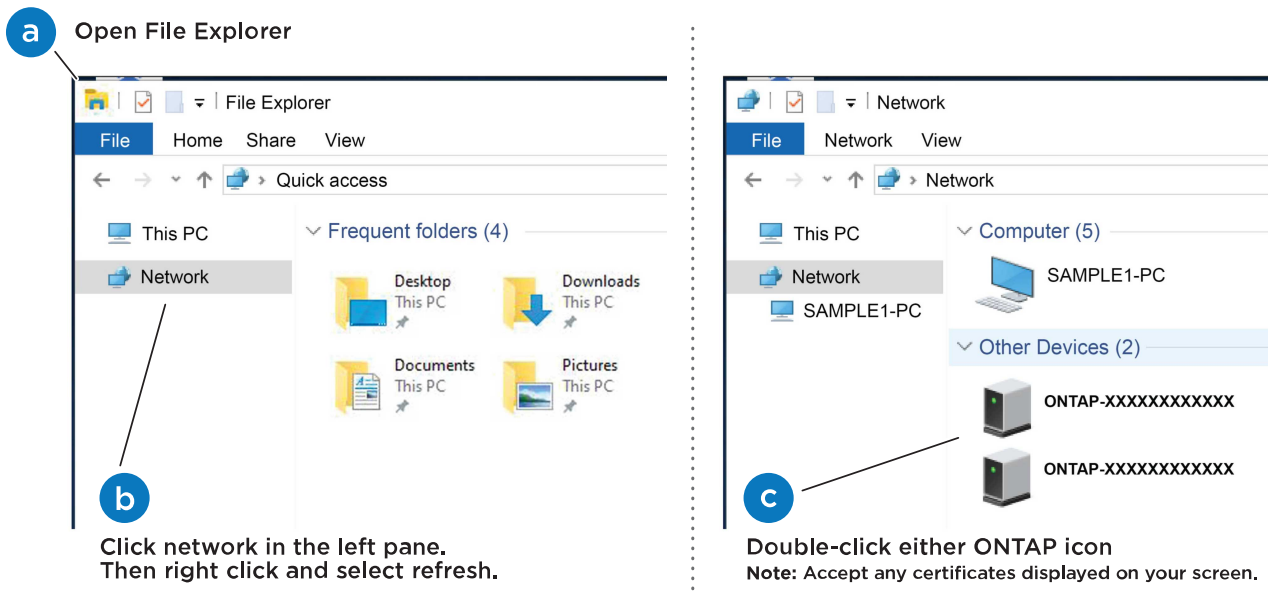 a
Open File Explorer
File Explorer
File Home Share View
Quick access
This PC
Network
Frequent folders (4)
Desktop
This PC
Downloads
This PC
Documents
This PC
Pictures
This PC
b
Click network in the left pane.
Then right click and select refresh.
Network
File Network View
Network
This PC
Network
SAMPLE1-PC
Computer (5)
SAMPLE1-PC
Other Devices (2)
ONTAP-XXXXXXXXXXXX
ONTAP-XXXXXXXXXXXX
c
Double-click either ONTAP icon
Note: Accept any certificates displayed on your screen.